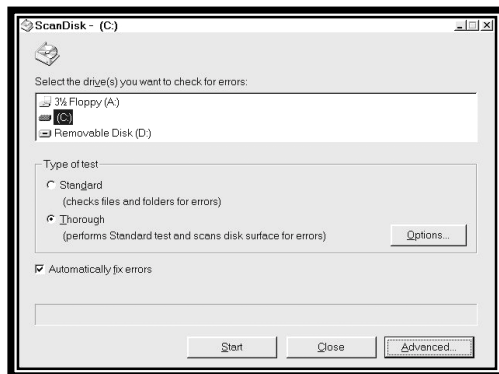 ScanDisk - (C:)
Select the drive(s) you want to check for errors:
3½ Floppy (A:)
(C:)
Removable Disk (D:)
Type of test
Standard
(checks files and folders for errors)
Thorough
(performs Standard test and scans disk surface for errors)
Options...
Automatically fix errors
Start
Close
Advanced...